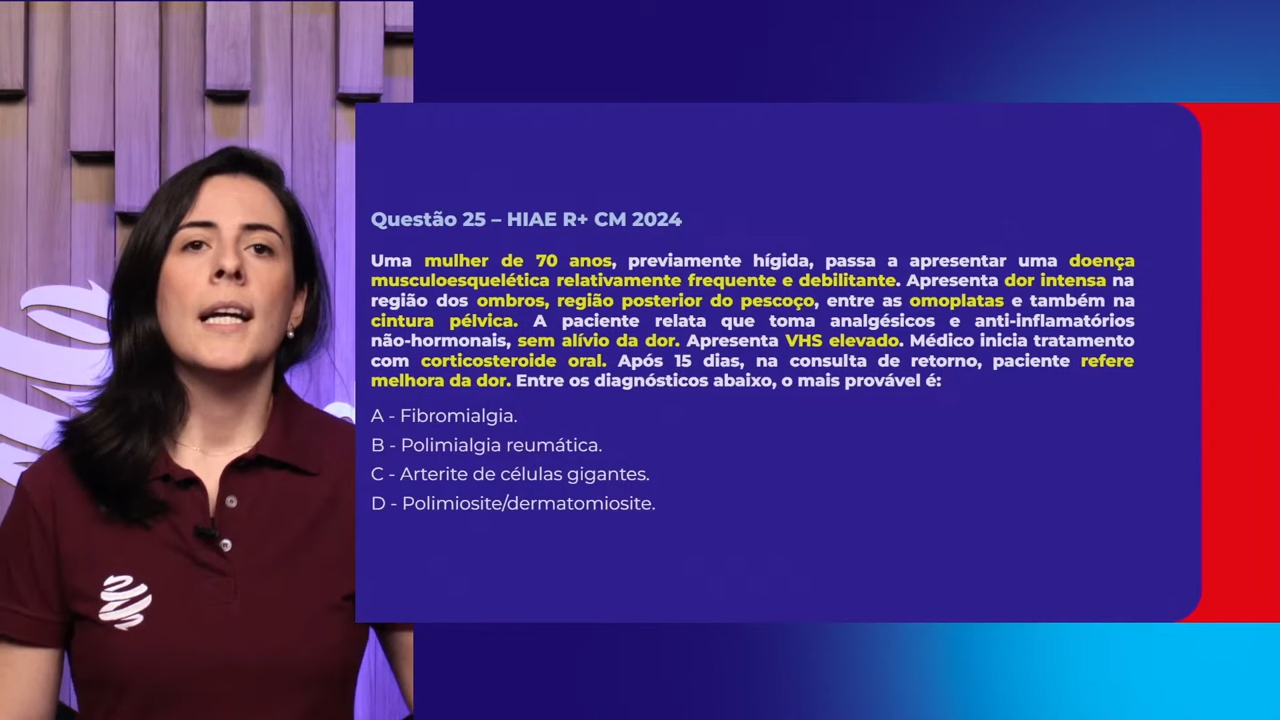 Questão 25 – HIAE R+ CM 2024
Uma mulher de 70 anos, previamente hígida, passa a apresentar uma doença
musculoesquelética relativamente frequente e debilitante. Apresenta dor intensa na
região dos ombros, região posterior do pescoço, entre as omoplatas e também na
cintura pélvica. A paciente relata que toma analgésicos e anti-inflamatórios
não-hormonais, sem alívio da dor. Apresenta VHS elevado. Médico inicia tratamento
com corticosteroide oral. Após 15 dias, na consulta de retorno, paciente refere
melhora da dor. Entre os diagnósticos abaixo, o mais provável é:
A - Fibromialgia.
B - Polimialgia reumática.
C - Arterite de células gigantes.
D - Polimiosite/dermatomiosite.